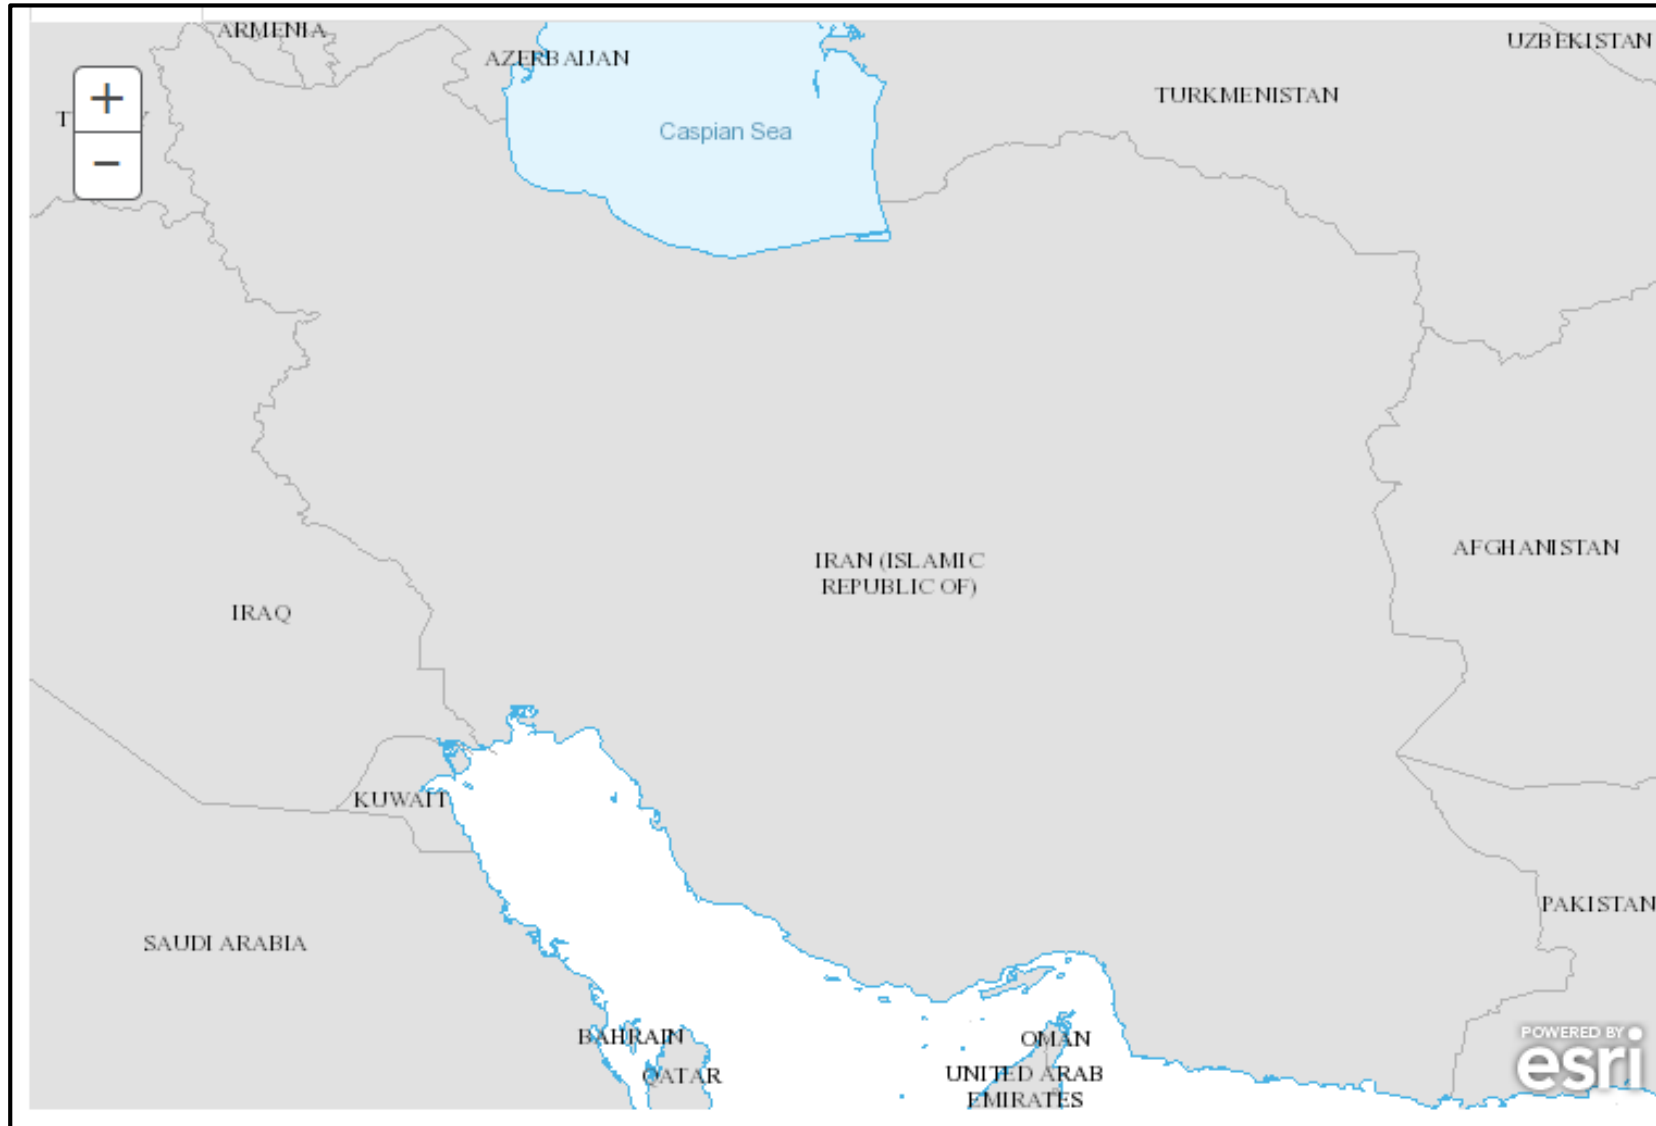 ARMENIA
AZERBAIJAN
UZBEKISTAN
TURKMENISTAN
+
−
Caspian Sea
IRAN (ISLAMIC
REPUBLIC OF)
AFGHANISTAN
IRAQ
KUWAIT
PAKISTAN
SAUDI ARABIA
BAHRAIN
QATAR
OMAN
UNITED ARAB
EMIRATES
POWERED BY
esri